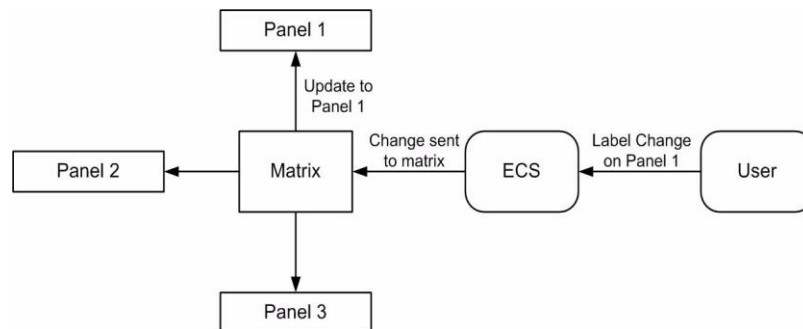 Panel 1
Update to
Panel 1
Change sent
to matrix
Label Change
on Panel 1
Panel 2
Matrix
ECS
User
Panel 3